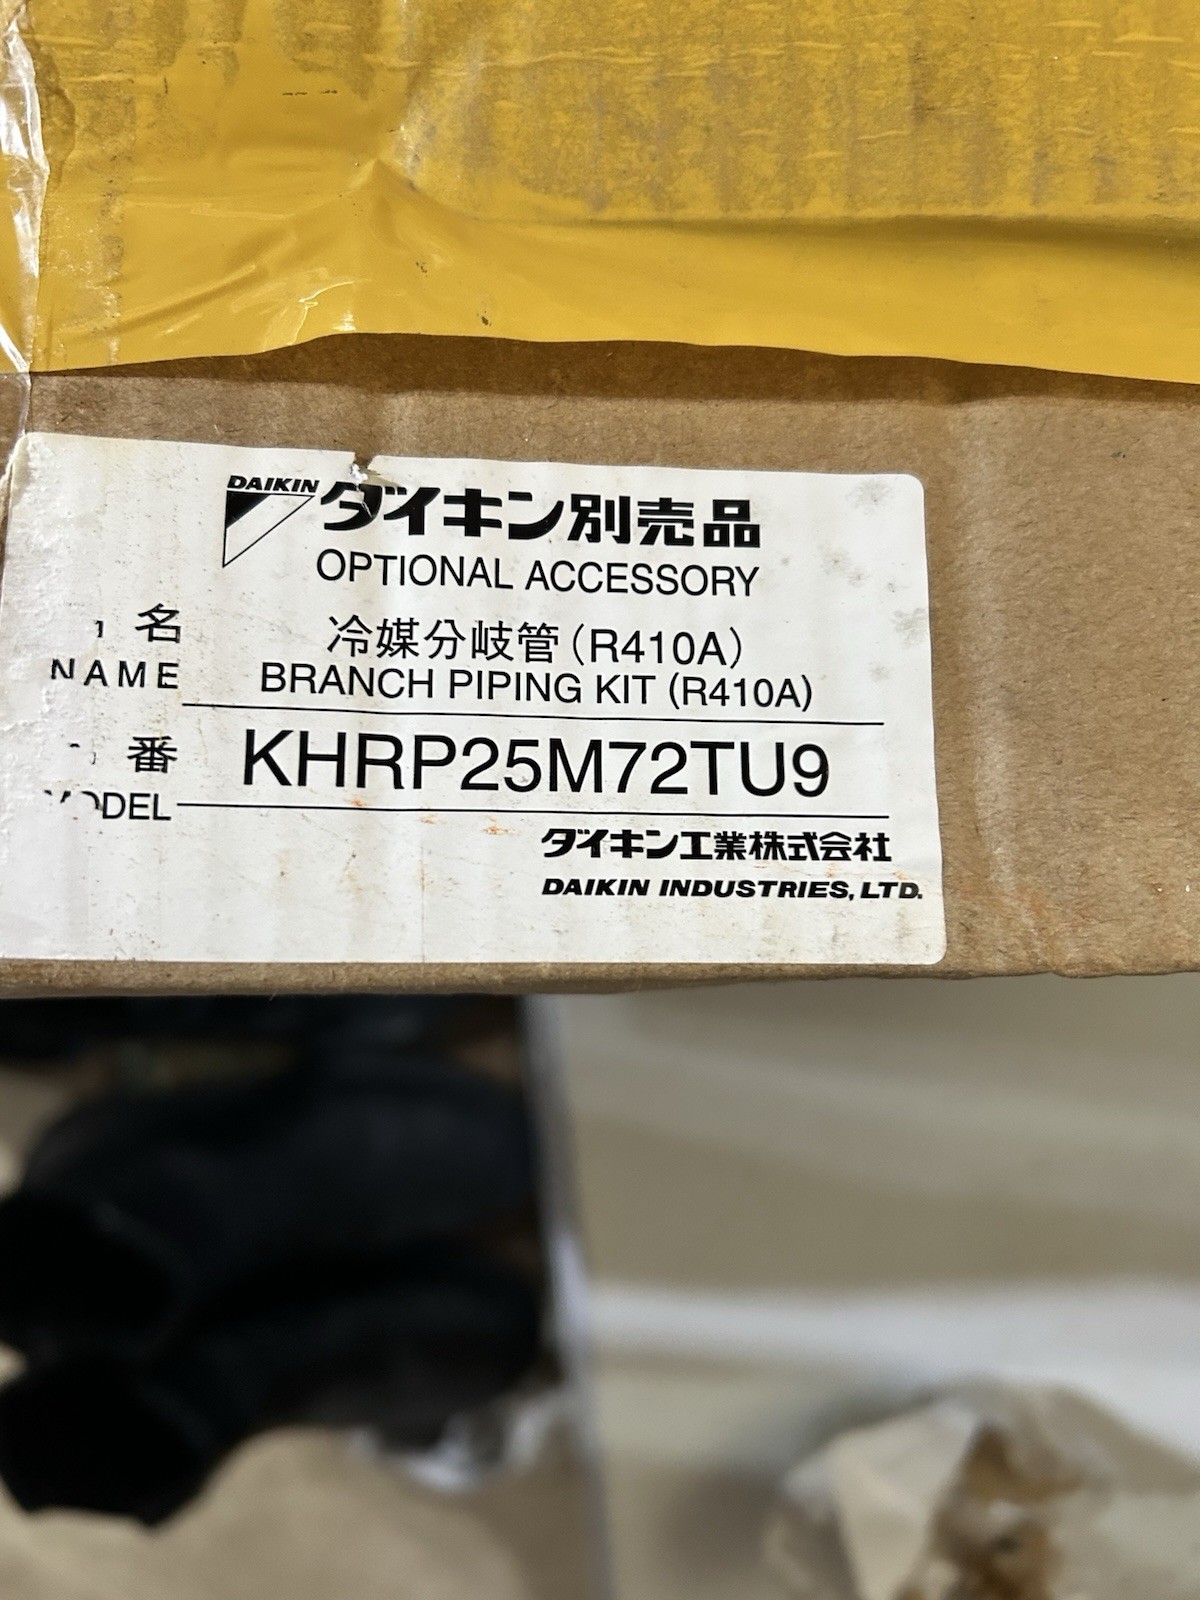 DAIKIN ダイキン別売品
OPTIONAL ACCESSORY
名 冷媒分岐管(R410A)
NAME BRANCH PIPING KIT (R410A)
番 KHRP25M72TU9
MODEL
ダイキン工業株式会社
DAIKIN INDUSTRIES, LTD.